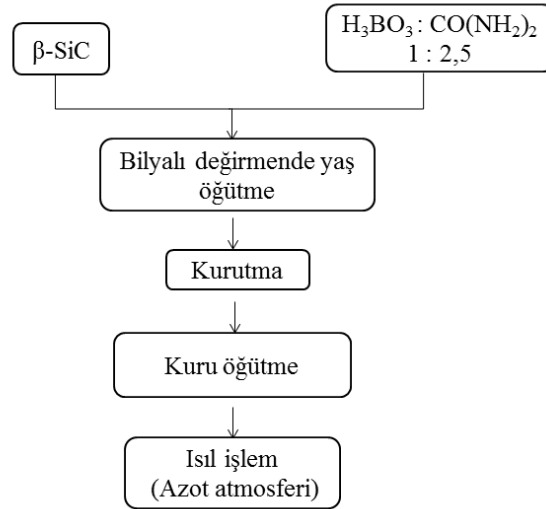 β-SiC
H₃BO₃ : CO(NH₂)₂
1 : 2,5
Bilyalı değirmende yaş
öğütme
Kurutma
Kuru öğütme
Isıl işlem
(Azot atmosferi)